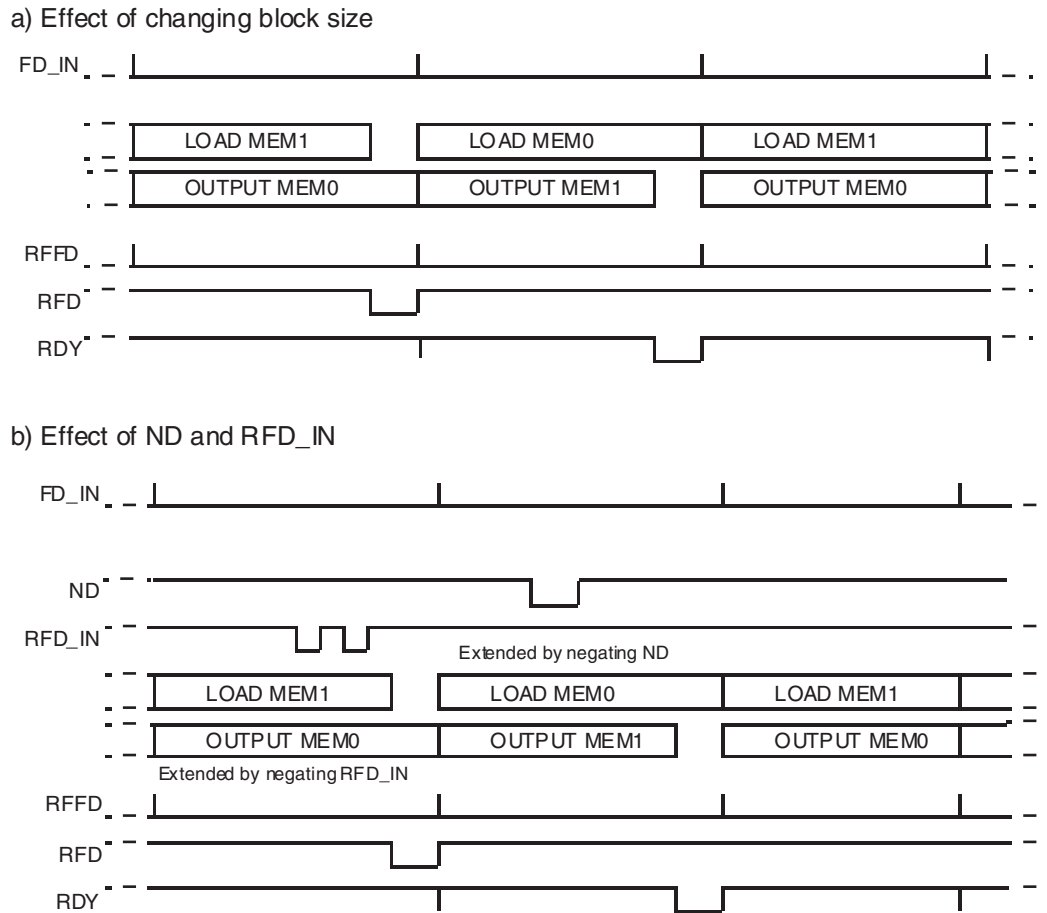 a) Effect of changing block size
FD_IN
LOAD MEM1 LOAD MEM0 LOAD MEM1
OUTPUT MEM0 OUTPUT MEM1 OUTPUT MEM0
RFFD
RFD
RDY
b) Effect of ND and RFD_IN
FD_IN
ND
RFD_IN
Extended by negating ND
LOAD MEM1 LOAD MEM0 LOAD MEM1
OUTPUT MEM0 OUTPUT MEM1 OUTPUT MEM0
Extended by negating RFD_IN
RFFD
RFD
RDY